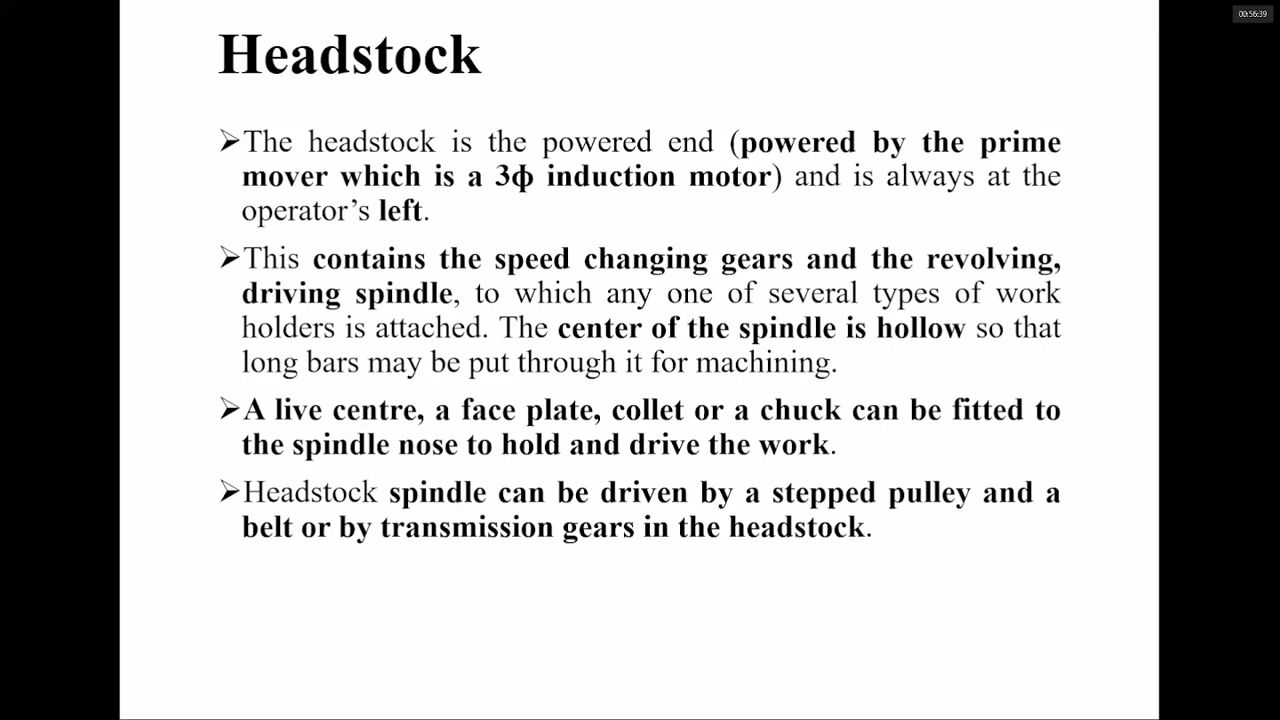 00:56:39
Headstock
➢The headstock is the powered end (powered by the prime
mover which is a 3ϕ induction motor) and is always at the
operator’s left.
➢This contains the speed changing gears and the revolving,
driving spindle, to which any one of several types of work
holders is attached. The center of the spindle is hollow so that
long bars may be put through it for machining.
➢A live centre, a face plate, collet or a chuck can be fitted to
the spindle nose to hold and drive the work.
➢Headstock spindle can be driven by a stepped pulley and a
belt or by transmission gears in the headstock.